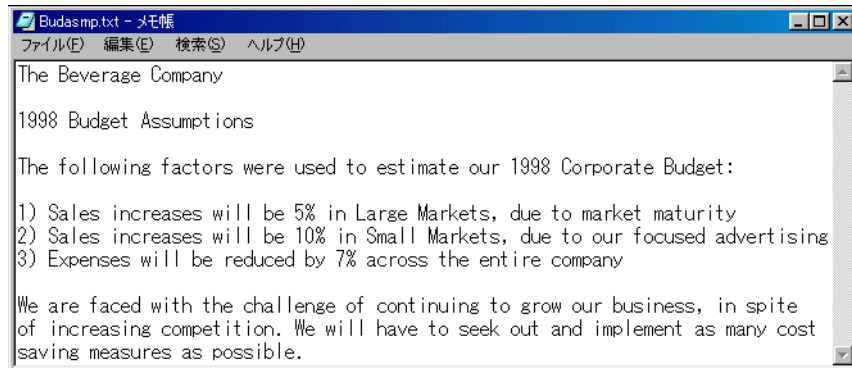 Budasmp.txt - メモ帳
ファイル(F) 編集(E) 検索(S) ヘルプ(H)
The Beverage Company
1998 Budget Assumptions
The following factors were used to estimate our 1998 Corporate Budget:
1) Sales increases will be 5% in Large Markets, due to market maturity
2) Sales increases will be 10% in Small Markets, due to our focused advertising
3) Expenses will be reduced by 7% across the entire company
We are faced with the challenge of continuing to grow our business, in spite
of increasing competition. We will have to seek out and implement as many cost
saving measures as possible.